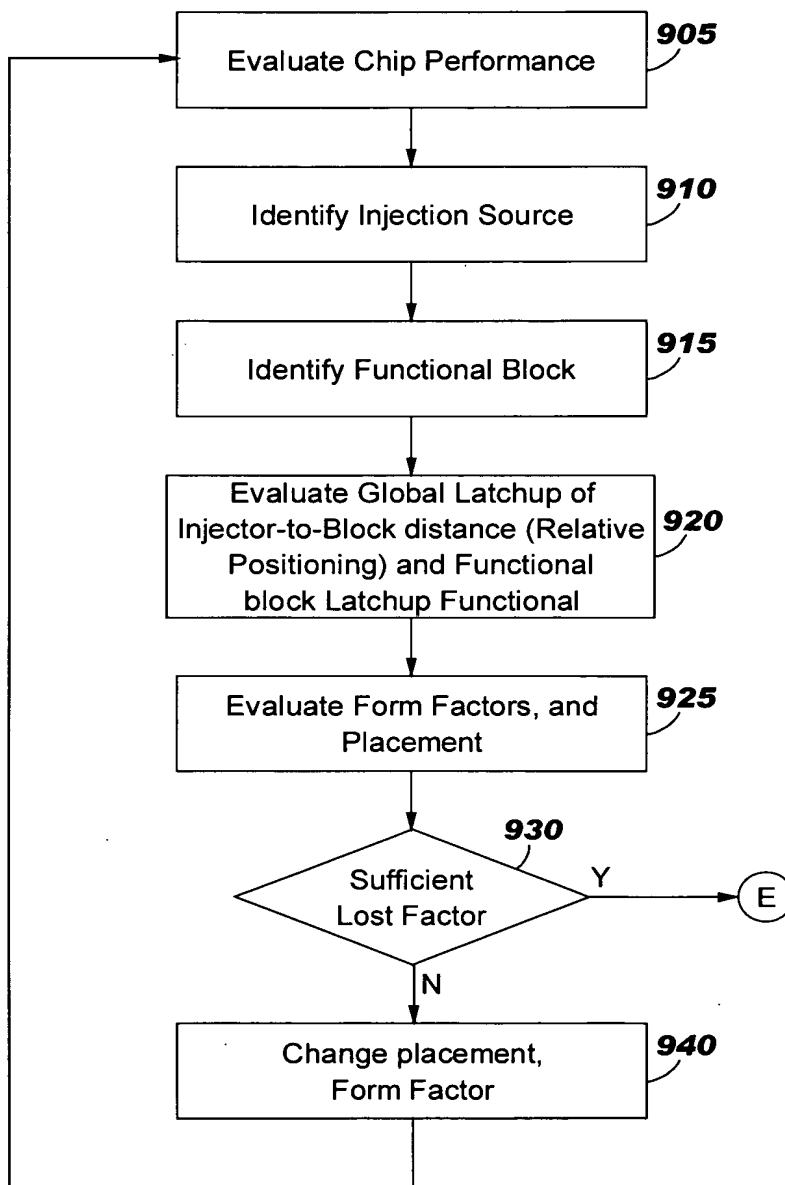 Evaluate Chip Performance
905
Identify Injection Source
910
Identify Functional Block
915
Evaluate Global Latchup of
Injector-to-Block distance (Relative
Positioning) and Functional
block Latchup Functional
920
Evaluate Form Factors, and
Placement
925
930
Sufficient
Lost Factor
Y
E
N
Change placement,
Form Factor
940